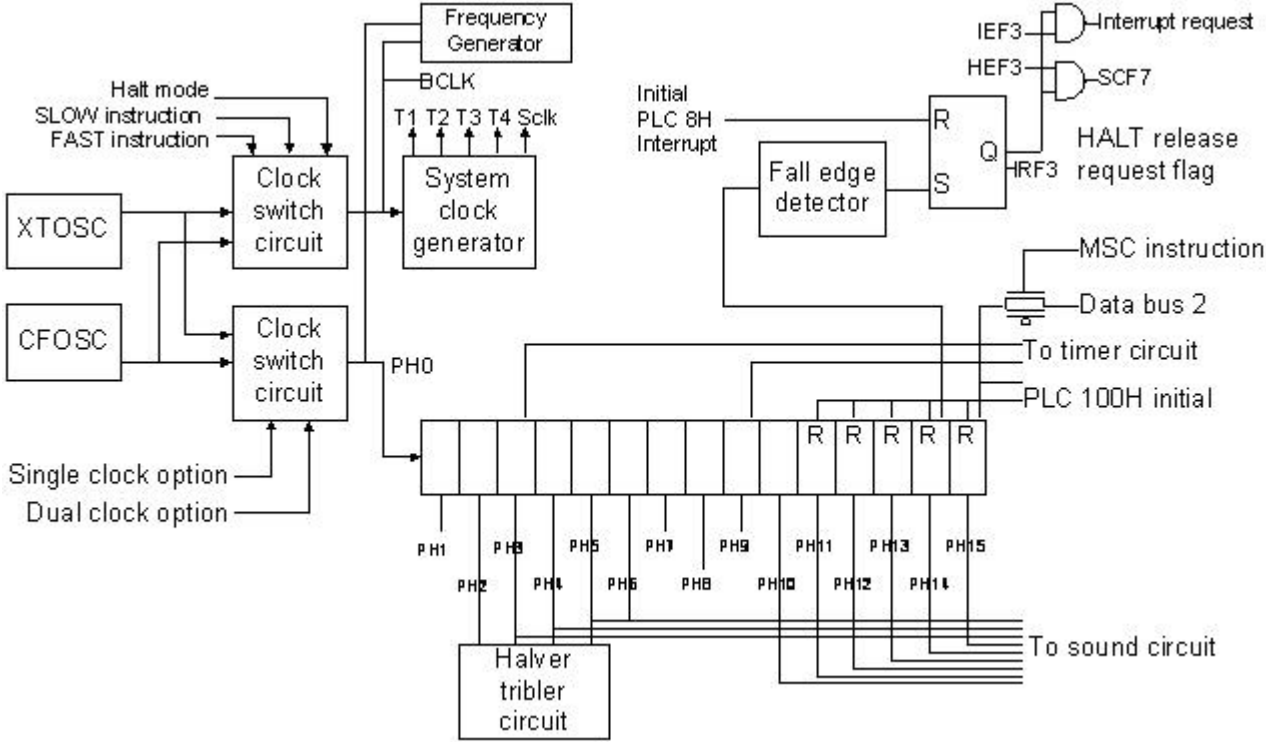 Frequency
Generator
BCLK
Halt mode
SLOW instruction
FAST instruction
T1 T2 T3 T4 Sclk
XTOSC
Clock
switch
circuit
System
clock
generator
CFOSC
Clock
switch
circuit
PH0
Single clock option
Dual clock option
Initial
PLC 8H
Interrupt
Fall edge
detector
R
S
Q
IEF3
Interrupt request
HEF3
SCF7
HALT release
request flag
IRF3
MSC instruction
Data bus 2
To timer circuit
PLC 100H initial
R R R R R
PH1 PH3 PH5 PH7 PH9 PH11 PH13 PH15
PH2 PH4 PH6 PH8 PH10 PH12 PH14
Halver
tribler
circuit
To sound circuit